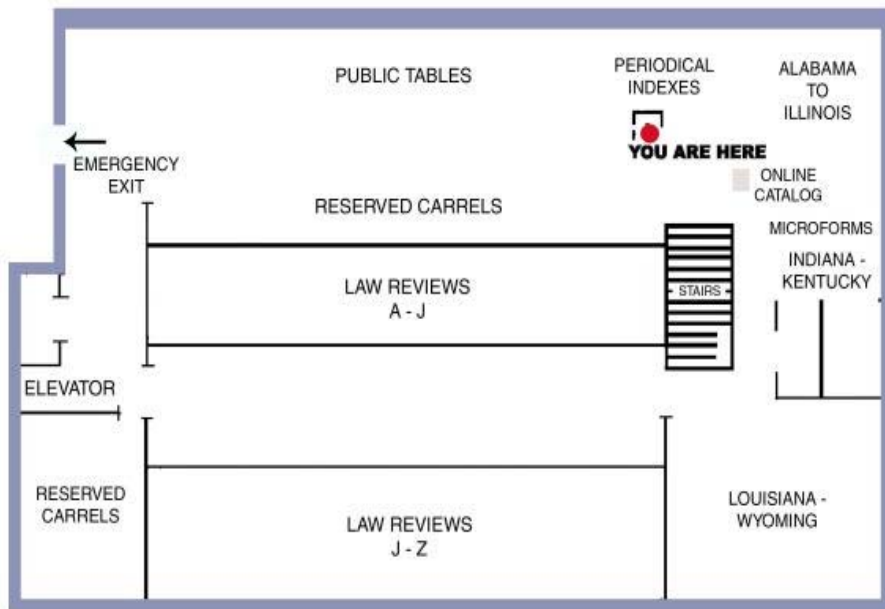 PUBLIC TABLES
PERIODICAL
INDEXES
ALABAMA
TO
ILLINOIS
YOU ARE HERE
EMERGENCY
EXIT
ONLINE
CATALOG
RESERVED CARRELS
MICROFORMS
INDIANA -
KENTUCKY
LAW REVIEWS
A - J
STAIRS
ELEVATOR
RESERVED
CARRELS
LAW REVIEWS
J - Z
LOUISIANA -
WYOMING